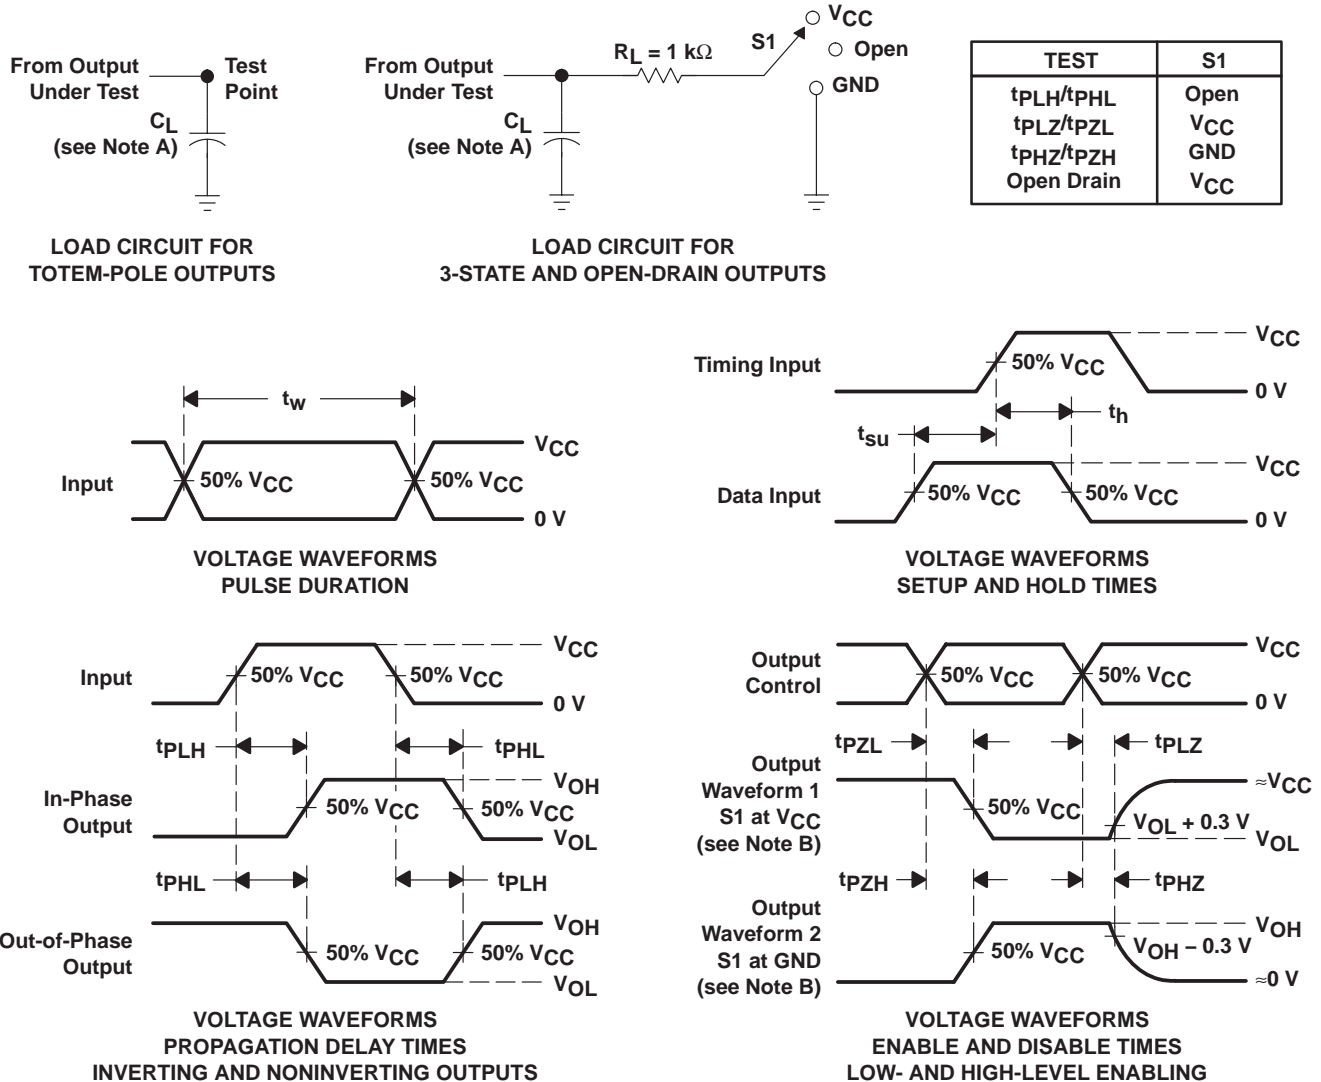 From Output
Under Test
Test
Point
CL
(see Note A)
LOAD CIRCUIT FOR
TOTEM-POLE OUTPUTS
From Output
Under Test
RL = 1 kΩ
S1
VCC
Open
GND
CL
(see Note A)
LOAD CIRCUIT FOR
3-STATE AND OPEN-DRAIN OUTPUTS
TEST S1
tPLH/tPHL Open
tPLZ/tPZL VCC
tPHZ/tPZH GND
Open Drain VCC
tw
Input
50% VCC
50% VCC
VCC
0 V
VOLTAGE WAVEFORMS
PULSE DURATION
Timing Input
50% VCC
VCC
0 V
th
tsu
Data Input
50% VCC
50% VCC
VCC
0 V
VOLTAGE WAVEFORMS
SETUP AND HOLD TIMES
Input
50% VCC
50% VCC
VCC
0 V
tPLH
tPHL
In-Phase
Output
50% VCC
50% VCC
VOH
VOL
tPHL
tPLH
Out-of-Phase
Output
50% VCC
50% VCC
VOH
VOL
VOLTAGE WAVEFORMS
PROPAGATION DELAY TIMES
INVERTING AND NONINVERTING OUTPUTS
Output
Control
50% VCC
50% VCC
VCC
0 V
tPZL
tPLZ
Output
Waveform 1
S1 at VCC
(see Note B)
50% VCC
VOL + 0.3 V
≈VCC
VOL
tPZH
tPHZ
Output
Waveform 2
S1 at GND
(see Note B)
50% VCC
VOH − 0.3 V
VOH
≈0 V
VOLTAGE WAVEFORMS
ENABLE AND DISABLE TIMES
LOW- AND HIGH-LEVEL ENABLING